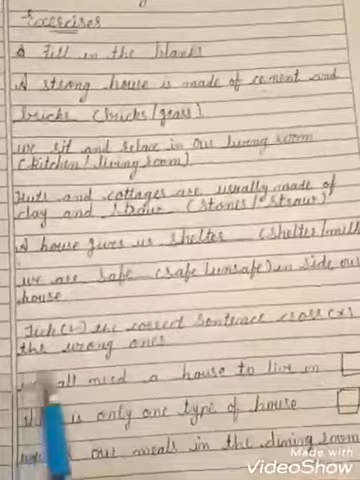 Exercises
Fill in the blanks
A strong house is made of cement and
bricks (bricks/grass)
we sit and relax in our living room
(kitchen/living room)
Huts and cottages are usually made of
clay and straw (stones/straw)
A house gives us shelter (shelter/milk
we are safe (safe/unsafe) in side our
house
Tick (✓) the correct sentence cross (x)
the wrong ones
all need a house to live in
is only one type of house
our meals in the dining room
Made with
VideoShow